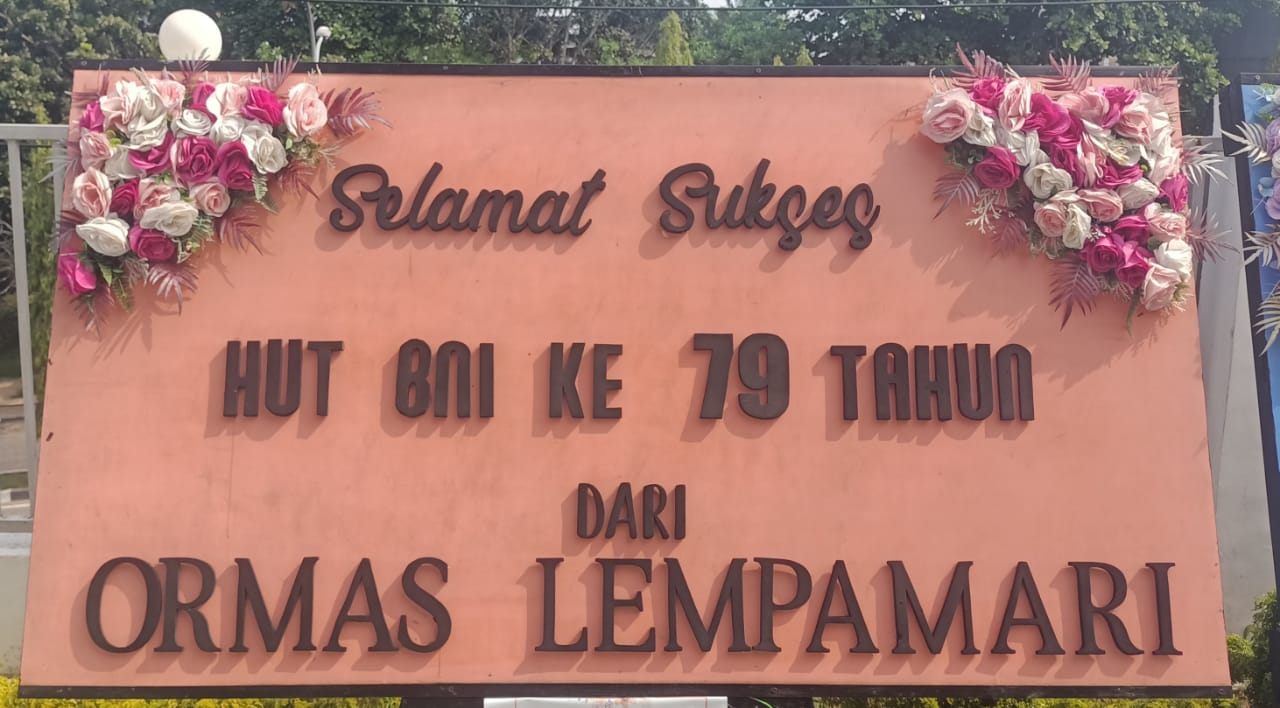 Selamat Sukses
HUT BNI KE 79 TAHUN
DARI
ORMAS LEMPAMARI